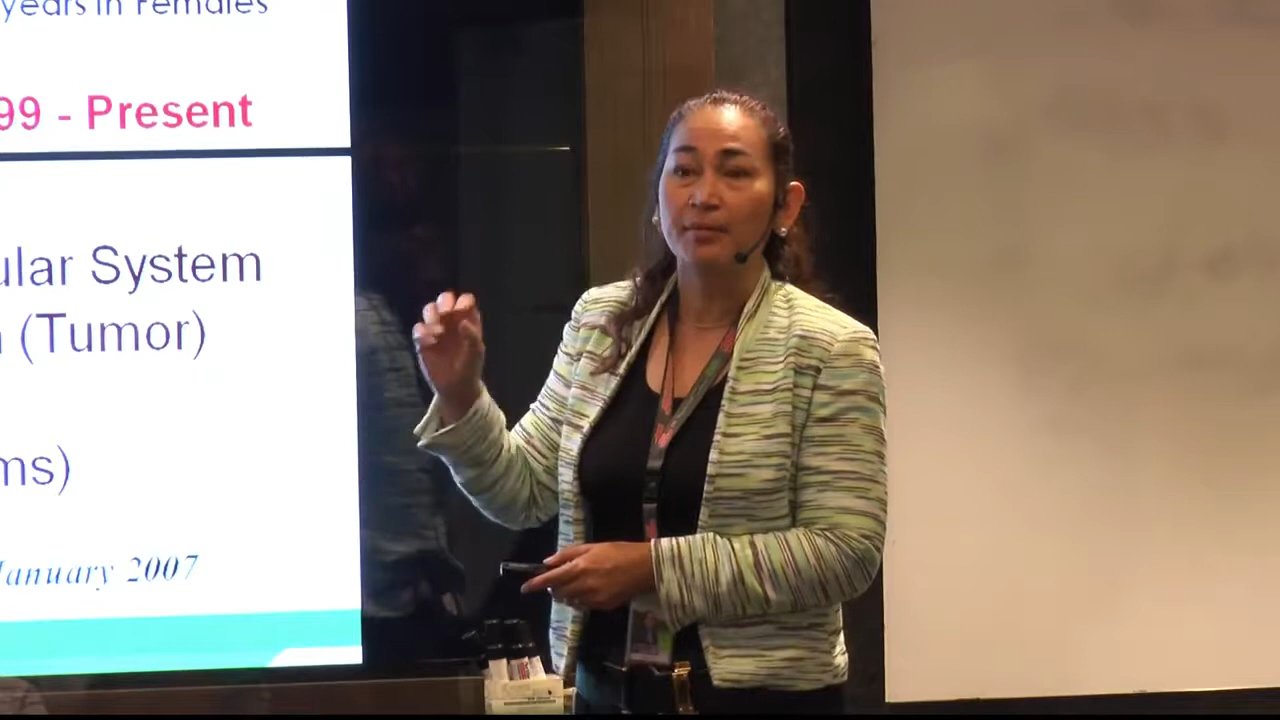 years in Females
99 - Present
ular System
(Tumor)
ms)
January 2007